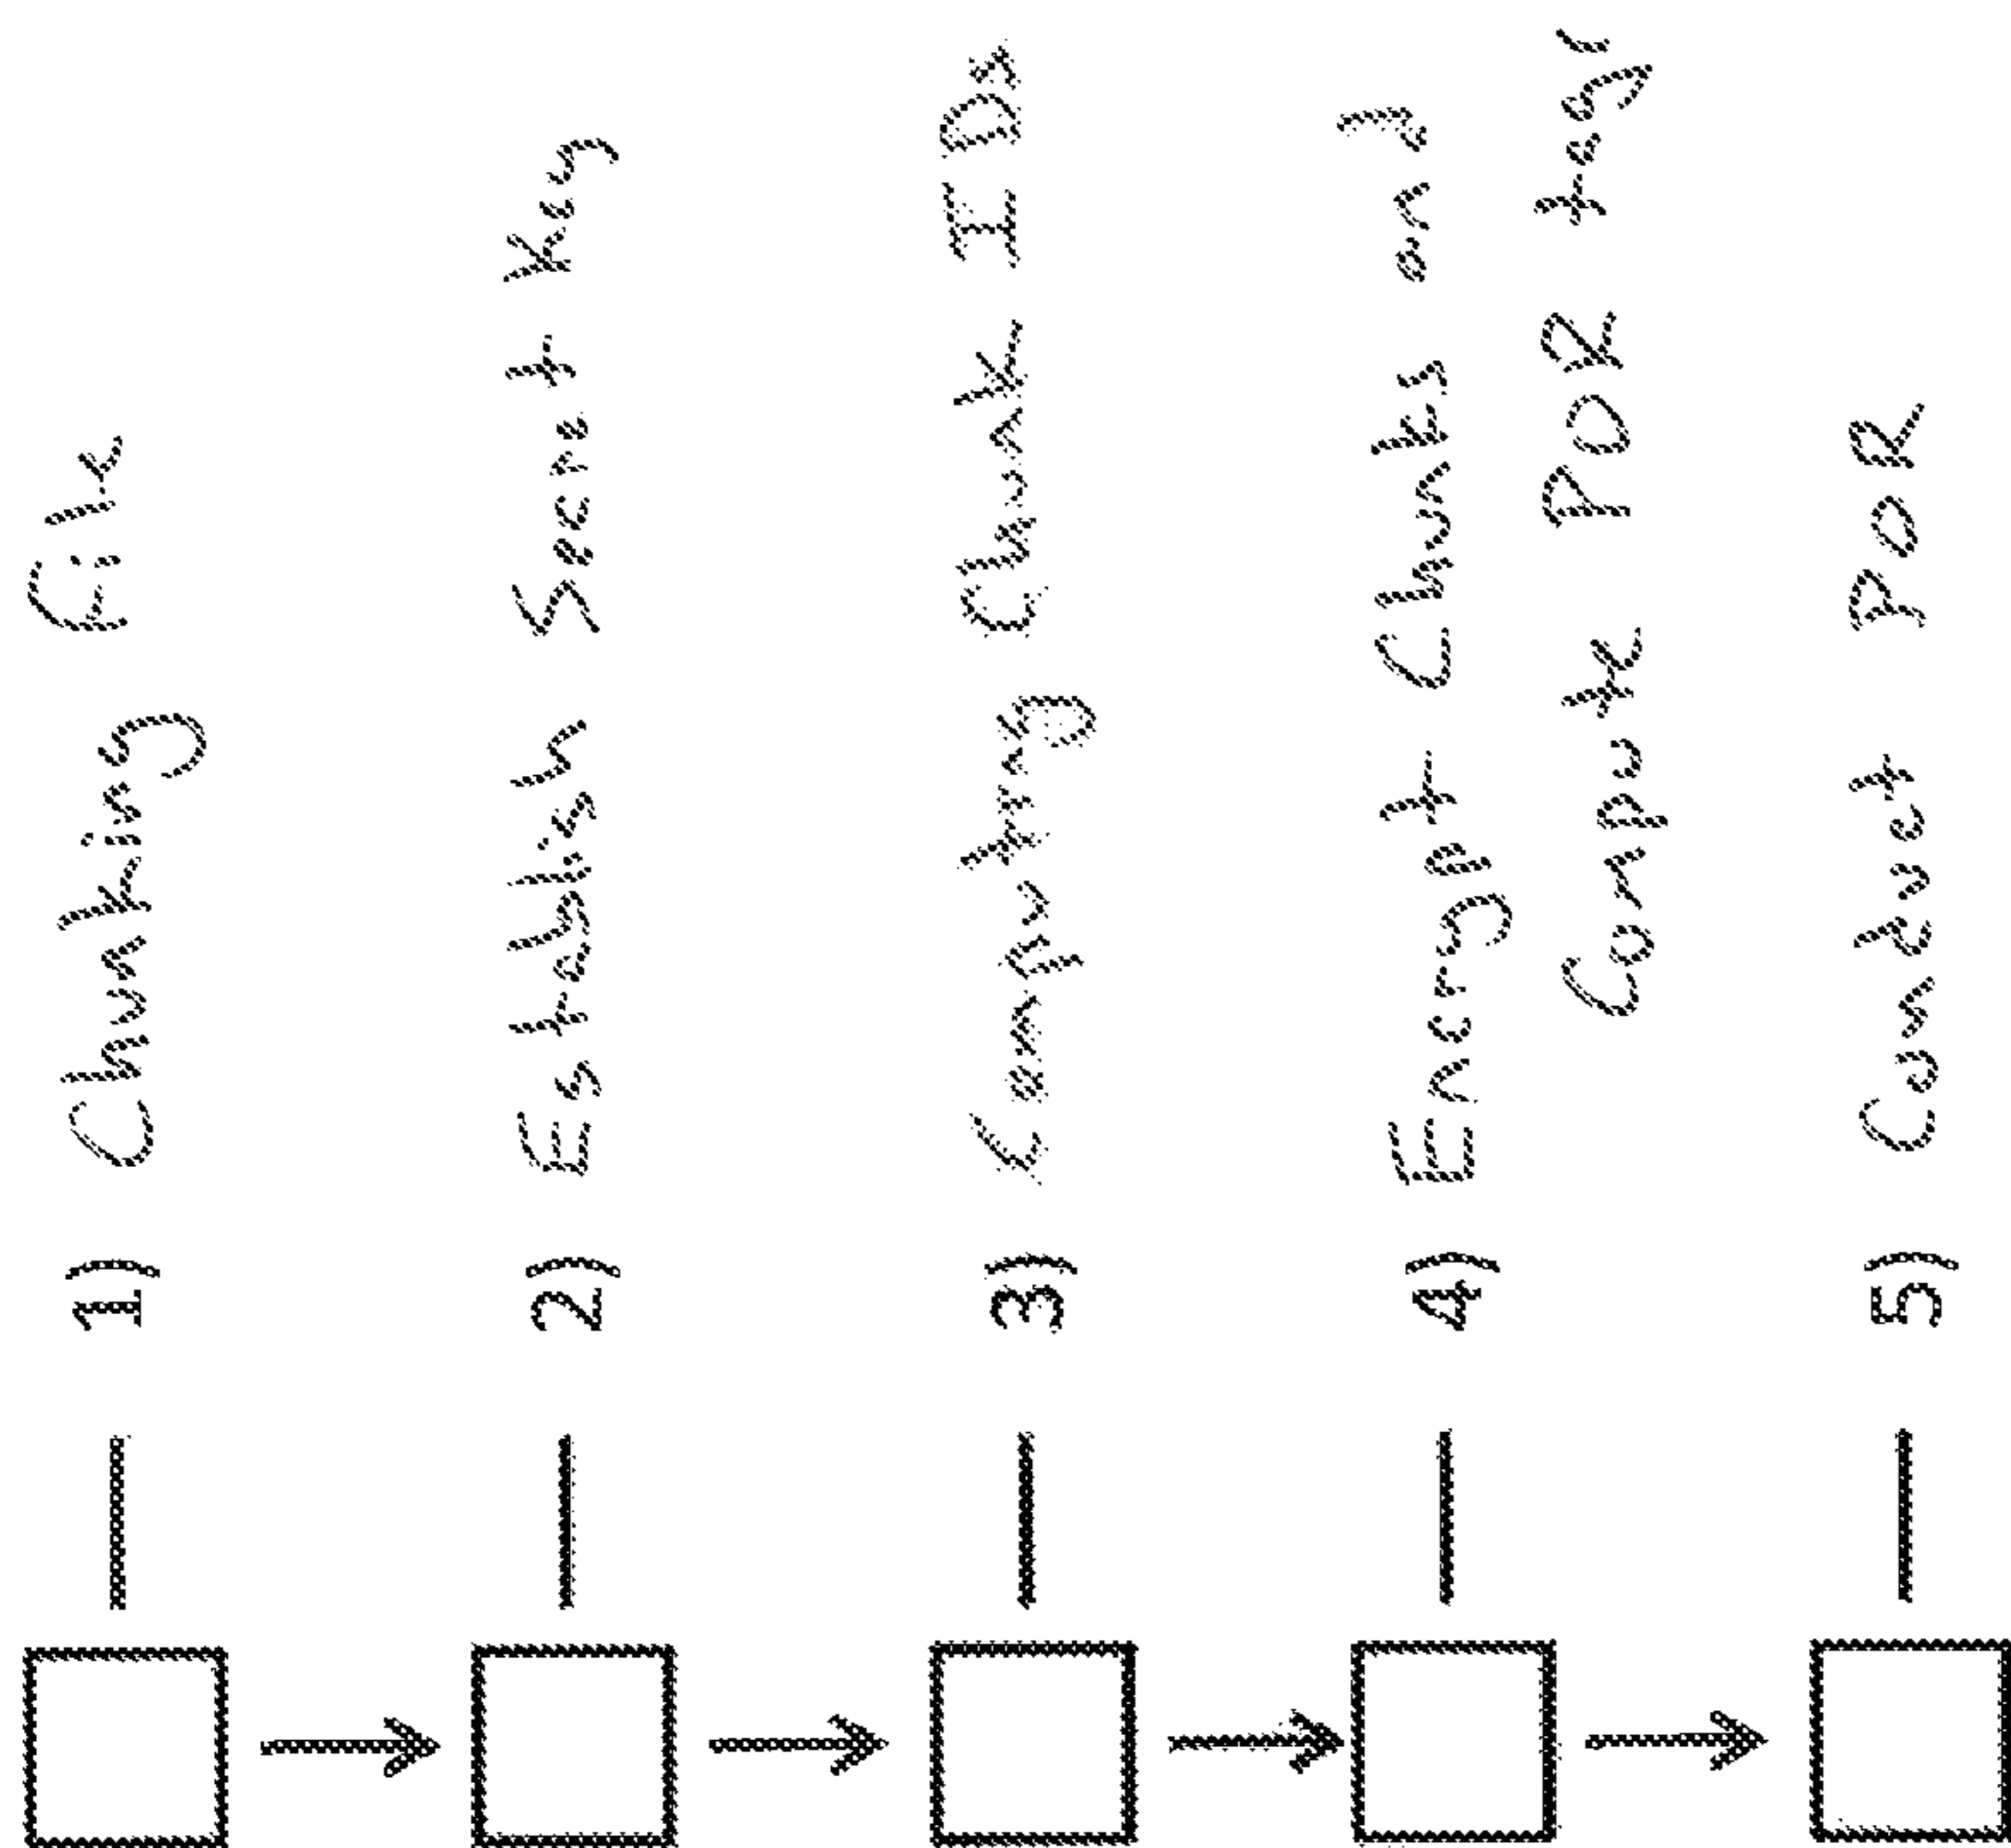 1) Chunking File
2) Establish Secret Key
3) Computing Chunk IDs
4) Encrypt Chunks and
Compute POR tags
5) Conduct POR